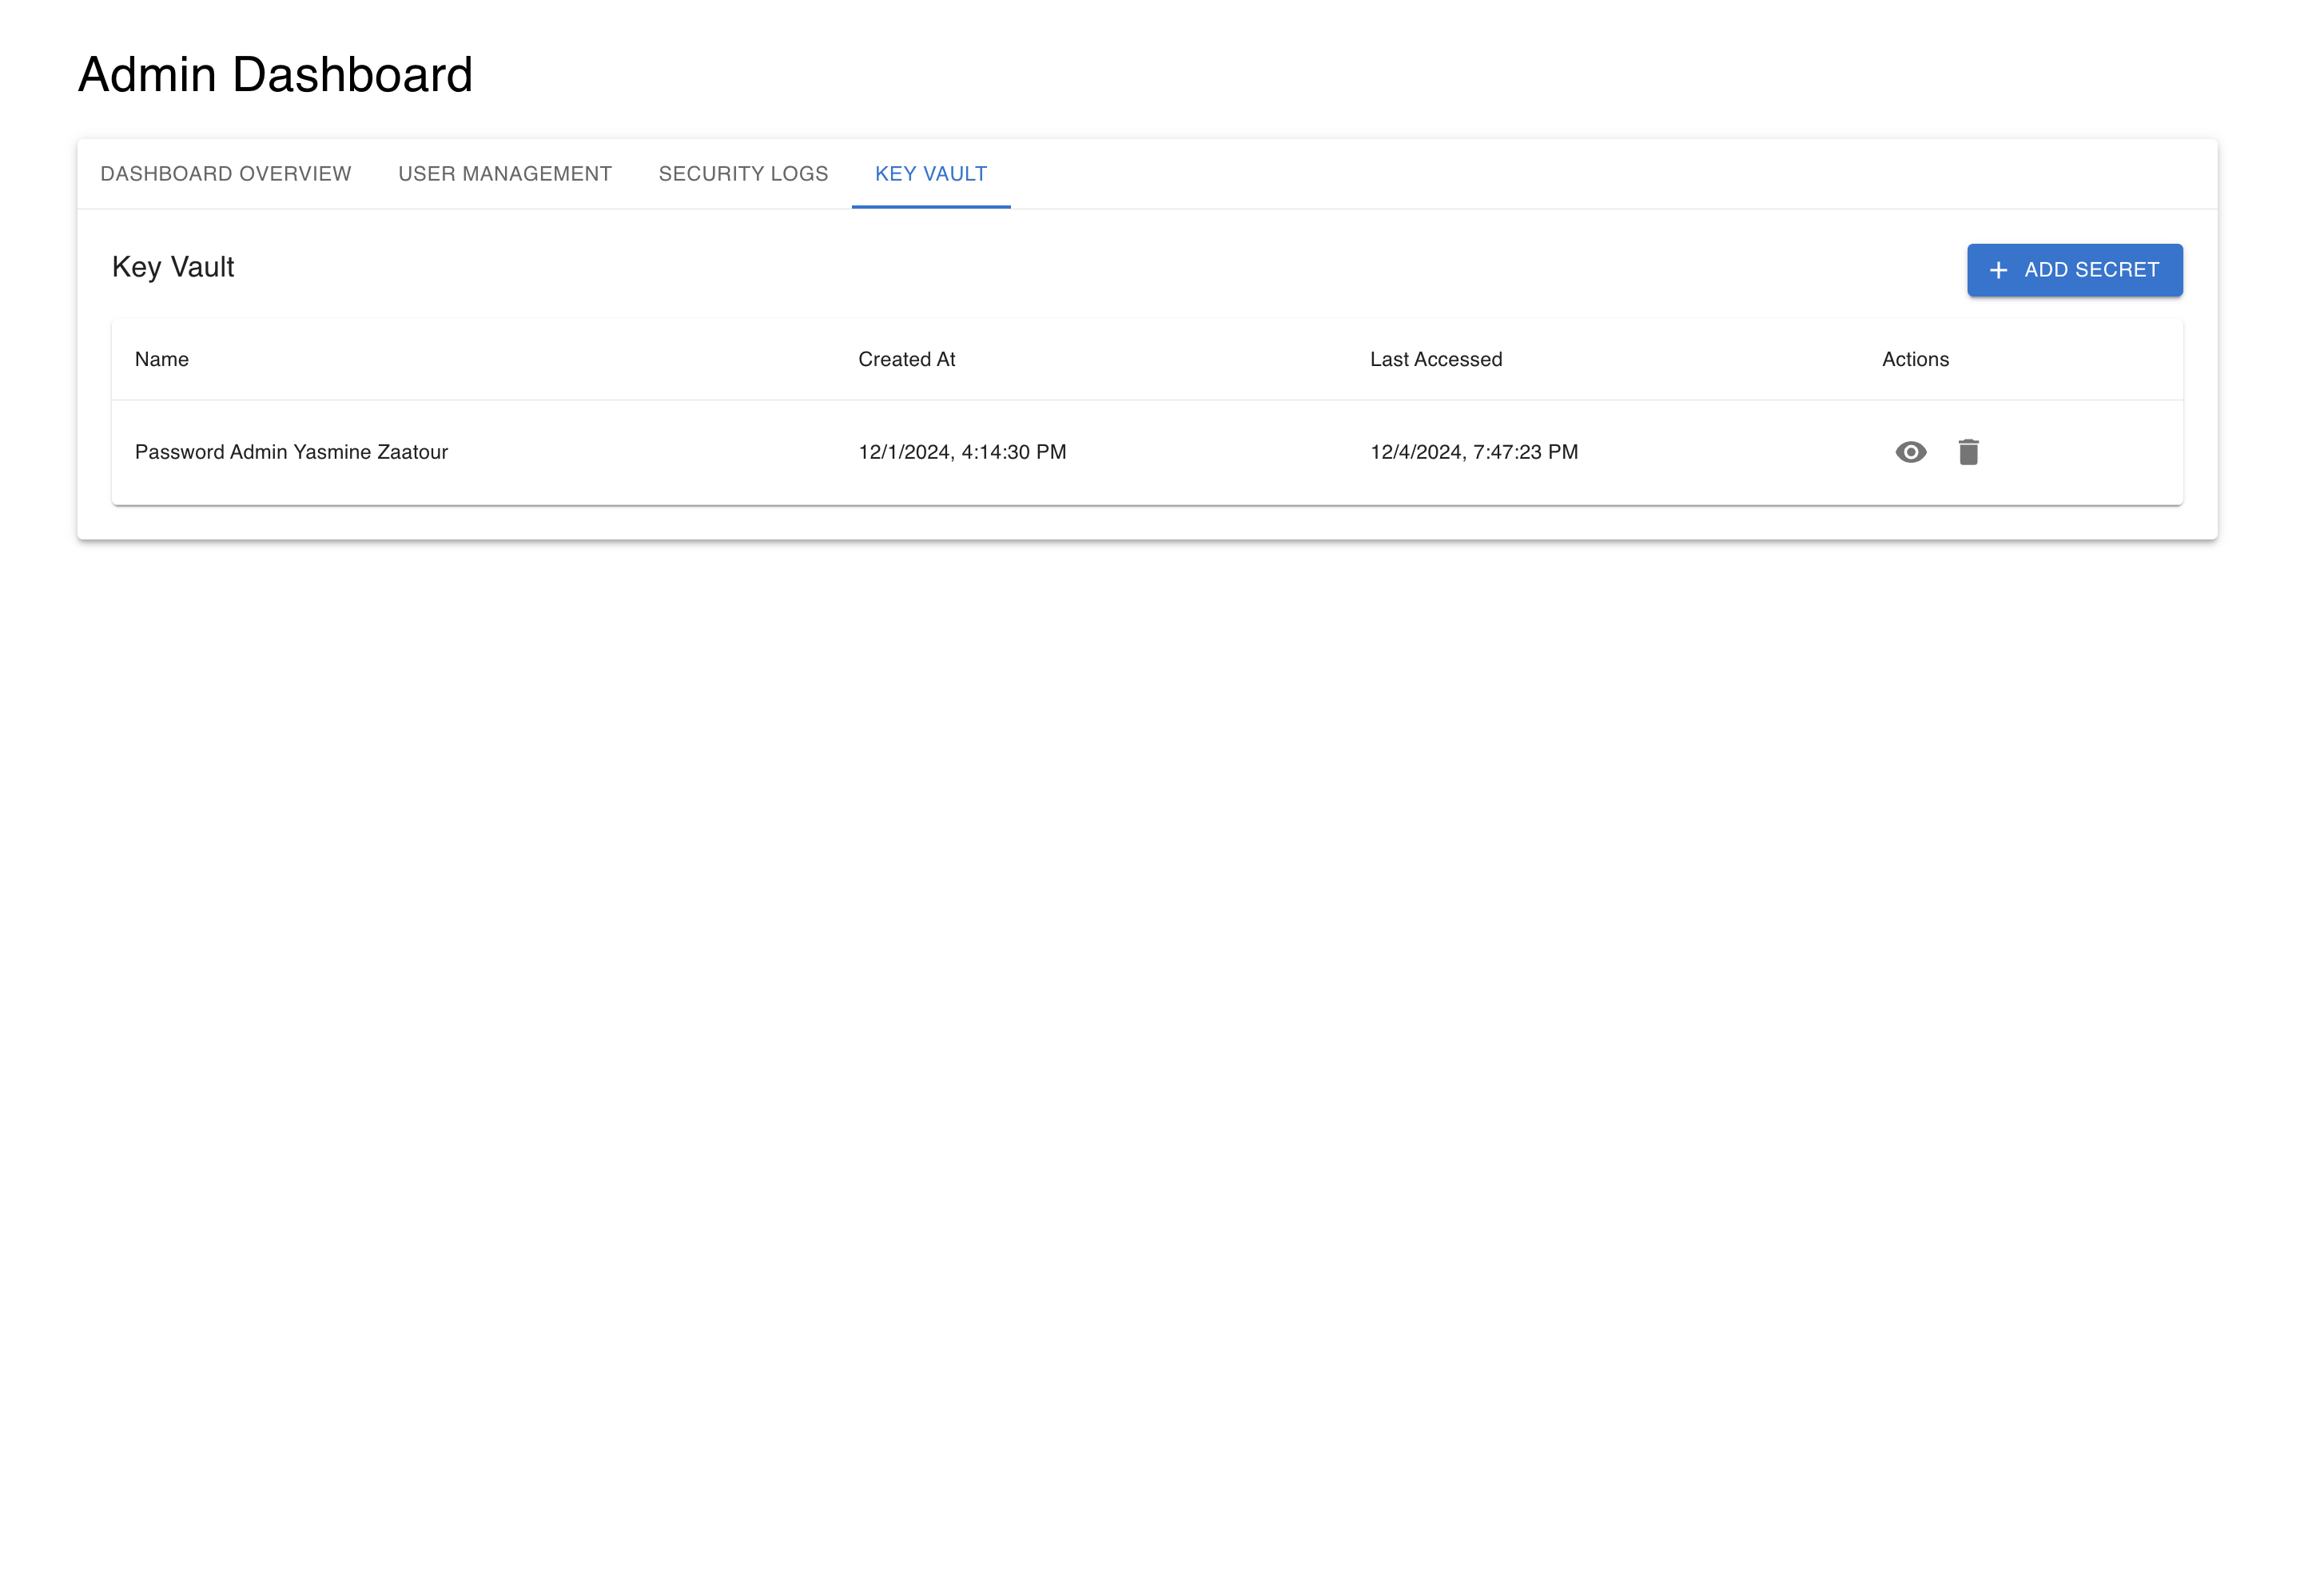 Admin Dashboard
DASHBOARD OVERVIEW USER MANAGEMENT SECURITY LOGS KEY VAULT
Key Vault
ADD SECRET
Name Created At Last Accessed Actions
Password Admin Yasmine Zaatour 12/1/2024, 4:14:30 PM 12/4/2024, 7:47:23 PM